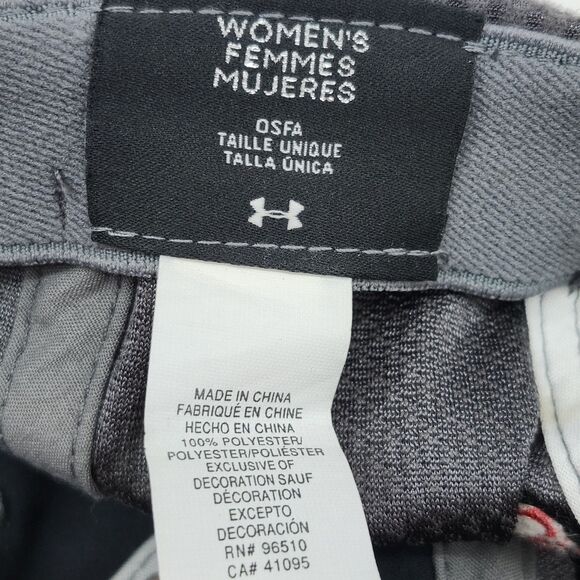 WOMEN'S
FEMMES
MUJERES
OSFA
TAILLE UNIQUE
TALLA ÚNICA
MADE IN CHINA
FABRIQUÉ EN CHINE
HECHO EN CHINA
100% POLYESTER/
POLYESTER/POLIÉSTER
EXCLUSIVE OF
DECORATION SAUF
DÉCORATION
EXCEPTO
DECORACIÓN
RN# 96510
CA# 41095